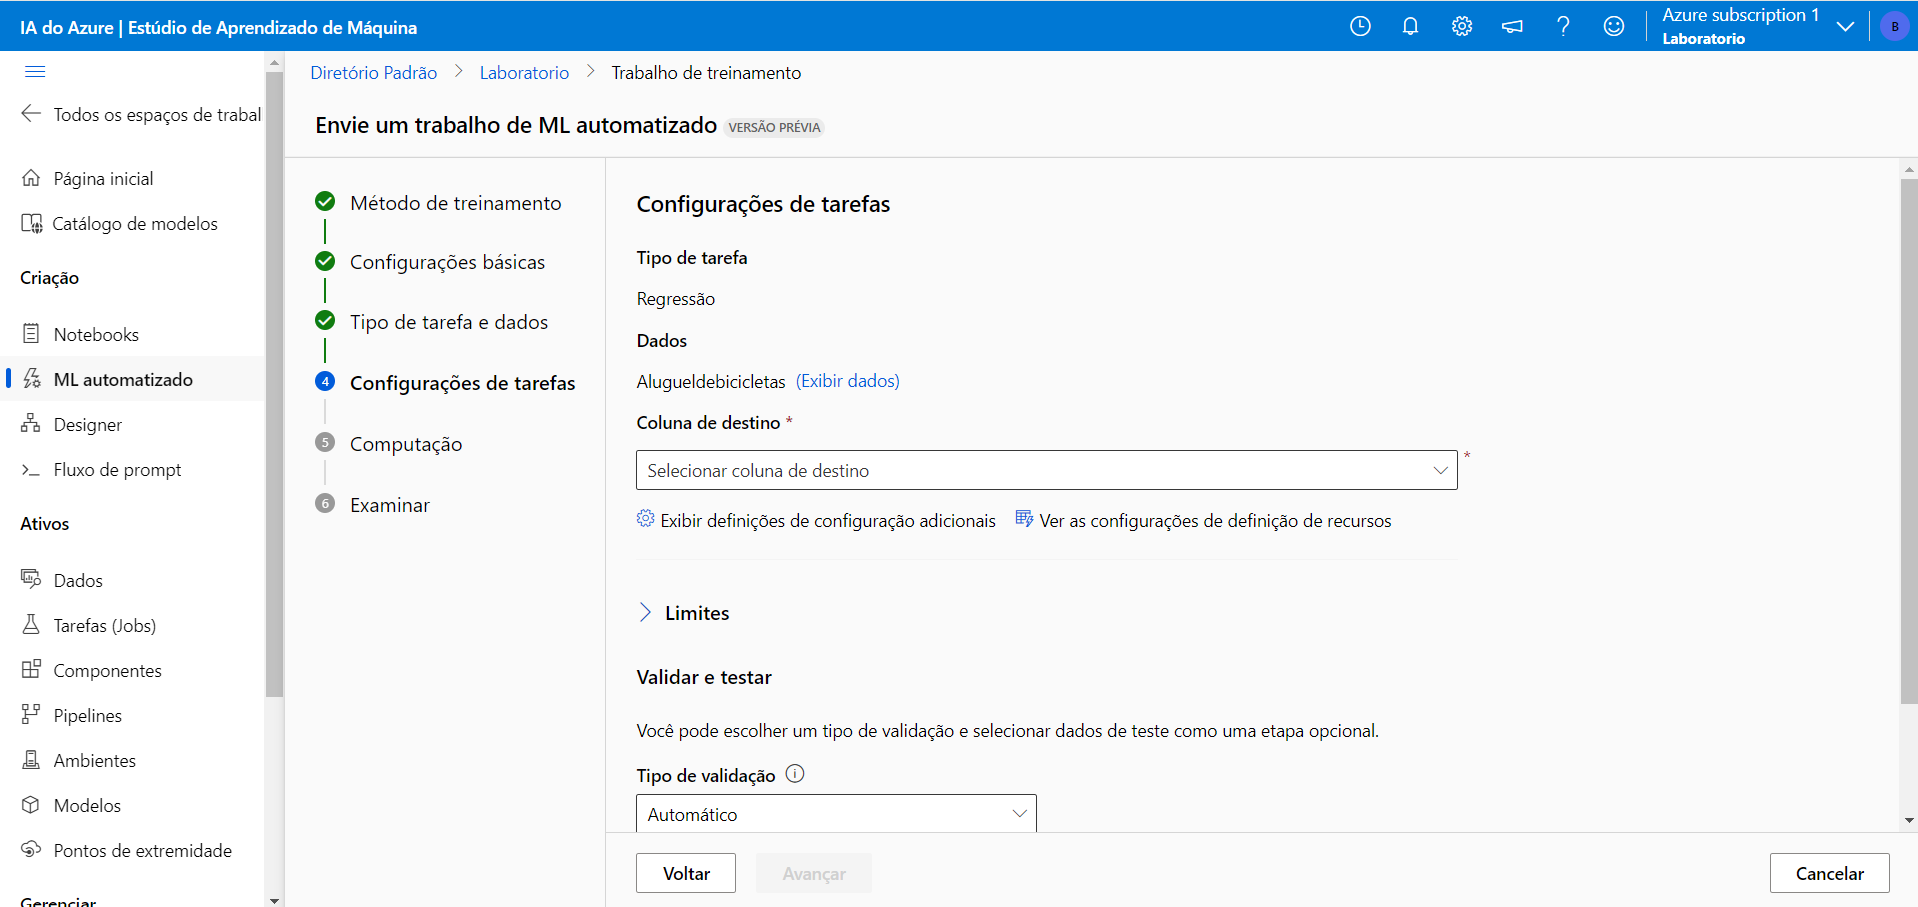 IA do Azure | Estúdio de Aprendizado de Máquina
Azure subscription 1
Laboratorio
B
Todos os espaços de trabal
Página inicial
Catálogo de modelos
Criação
Notebooks
ML automatizado
Designer
Fluxo de prompt
Ativos
Dados
Tarefas (Jobs)
Componentes
Pipelines
Ambientes
Modelos
Pontos de extremidade
Gerenciar
Diretório Padrão > Laboratorio > Trabalho de treinamento
Envie um trabalho de ML automatizado VERSÃO PRÉVIA
Método de treinamento
Configurações básicas
Tipo de tarefa e dados
4 Configurações de tarefas
5 Computação
6 Examinar
Configurações de tarefas
Tipo de tarefa
Regressão
Dados
Alugueldebicicletas (Exibir dados)
Coluna de destino *
Selecionar coluna de destino *
Exibir definições de configuração adicionais Ver as configurações de definição de recursos
Limites
Validar e testar
Você pode escolher um tipo de validação e selecionar dados de teste como uma etapa opcional.
Tipo de validação
Automático
Voltar Avançar Cancelar